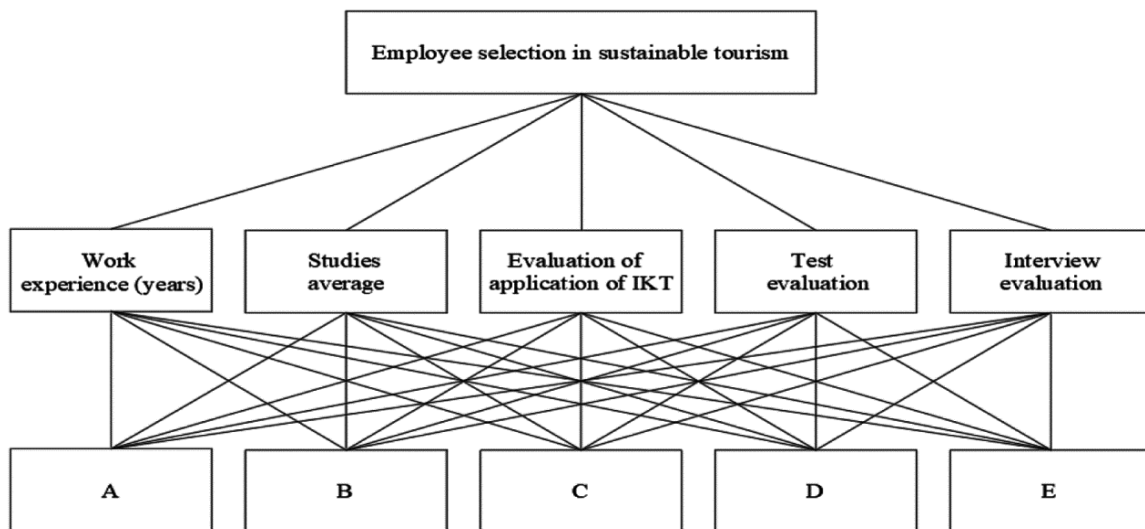 Employee selection in sustainable tourism
Work
experience (years)
Studies
average
Evaluation of
application of IKT
Test
evaluation
Interview
evaluation
A
B
C
D
E